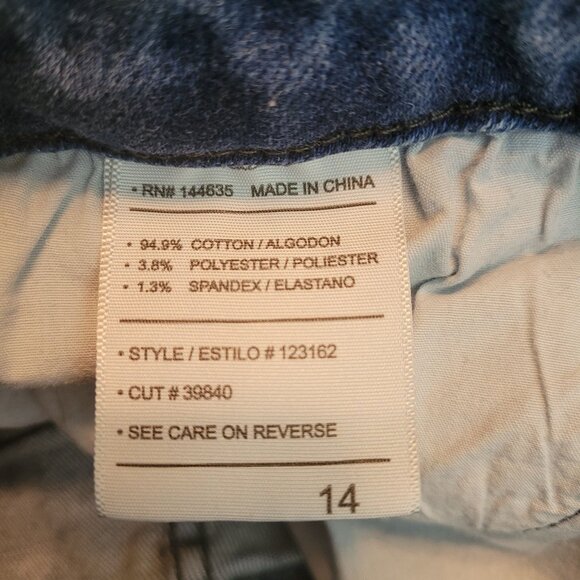 • RN# 144635 MADE IN CHINA
• 94.9% COTTON / ALGODON
• 3.8% POLYESTER / POLIESTER
• 1.3% SPANDEX / ELASTANO
• STYLE / ESTILO # 123162
• CUT # 39840
• SEE CARE ON REVERSE
14